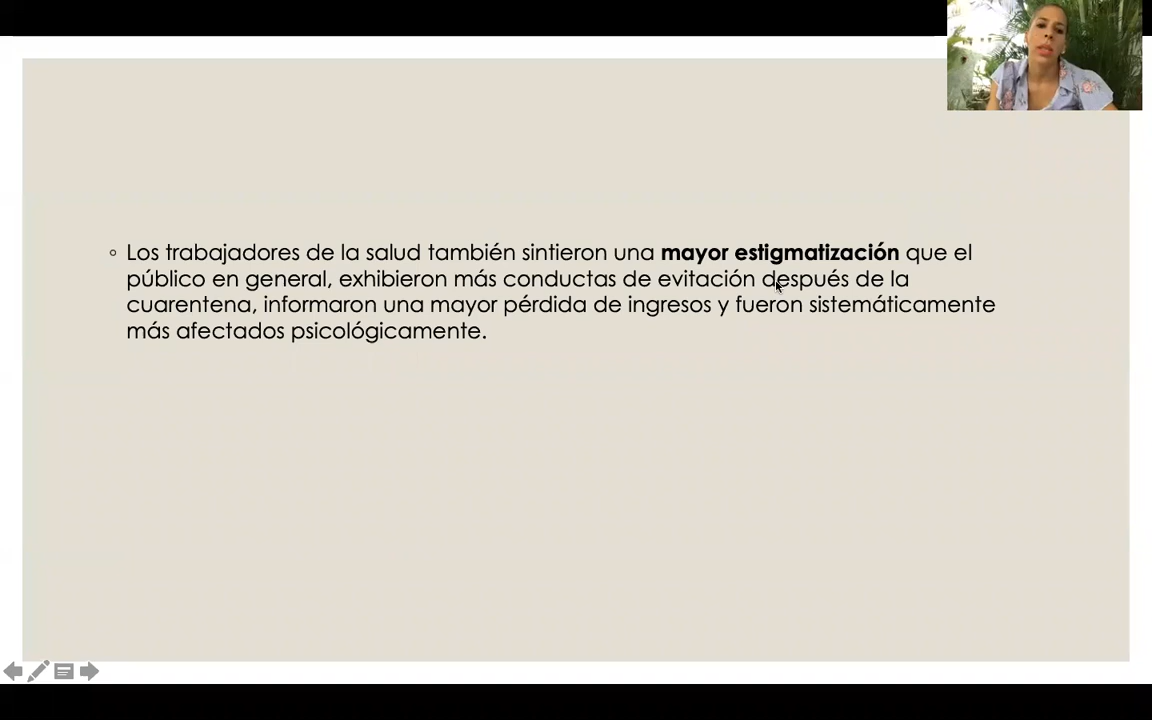 ◦ Los trabajadores de la salud también sintieron una mayor estigmatización que el
público en general, exhibieron más conductas de evitación después de la
cuarentena, informaron una mayor pérdida de ingresos y fueron sistemáticamente
más afectados psicológicamente.